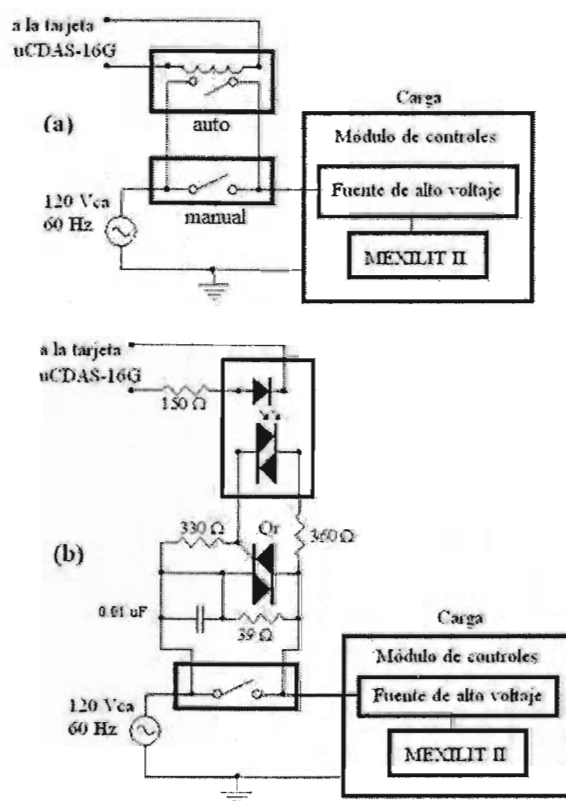 a la tarjeta
uCDAS-16G
(a)
auto
manual
120 Vca
60 Hz
Carga
Módulo de controles
Fuente de alto voltaje
MEXILIT II
a la tarjeta
uCDAS-16G
150 Ω
330 Ω
Qr
360 Ω
(b)
0.01 uF
39 Ω
120 Vca
60 Hz
Carga
Módulo de controles
Fuente de alto voltaje
MEXILIT II